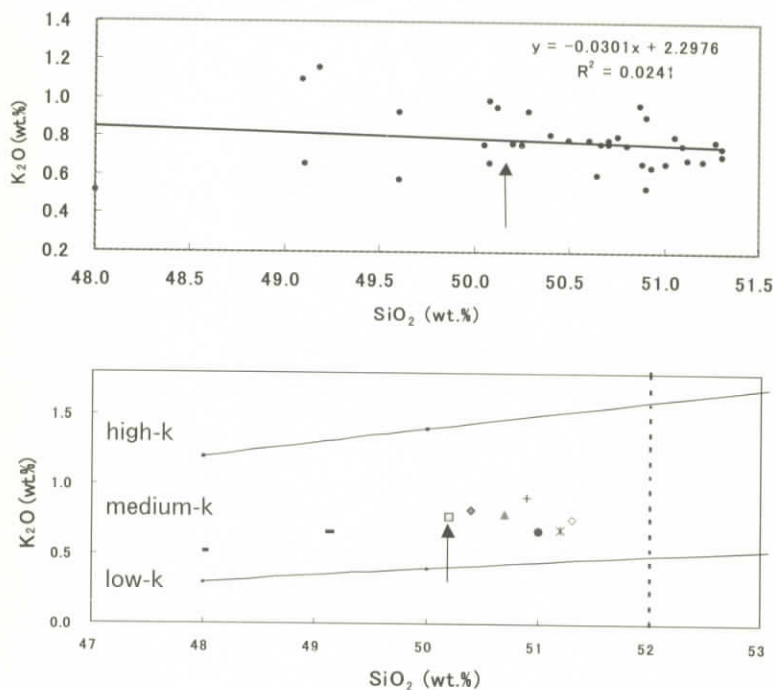 1.4
1.2
1.0
0.8
0.6
0.4
0.2
K₂O (wt.%)
y = -0.0301x + 2.2976
R² = 0.0241
48.0 48.5 49.0 49.5 50.0 50.5 51.0 51.5
SiO₂ (wt.%)
1.5
1.0
0.5
0.0
K₂O (wt.%)
high-k
medium-k
low-k
47 48 49 50 51 52 53
SiO₂ (wt.%)